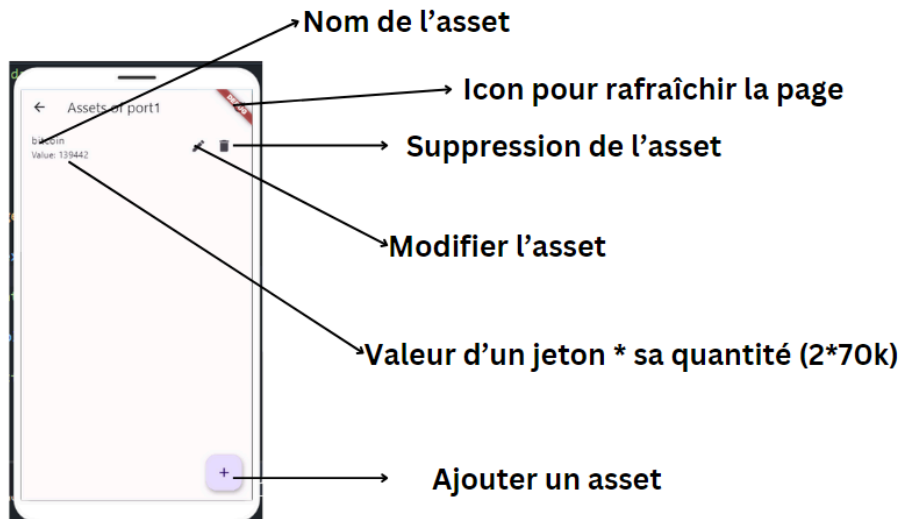 Nom de l’asset
Icon pour rafraîchir la page
Assets of port1
bitcoin
Value: 139442
Suppression de l’asset
Modifier l’asset
Valeur d’un jeton * sa quantité (2*70k)
+
Ajouter un asset